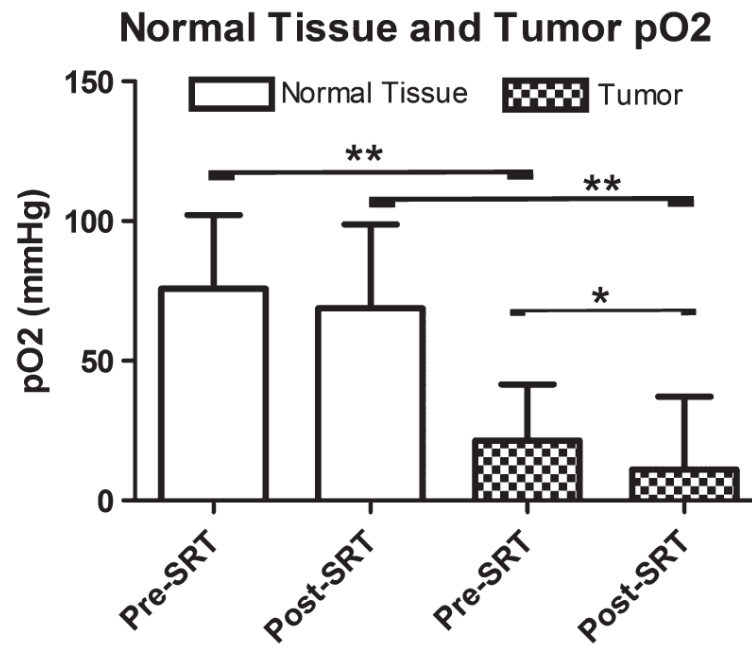 Normal Tissue and Tumor pO2
Normal Tissue
Tumor
pO2 (mmHg)
150
100
50
0
**
**
*
Pre-SRT
Post-SRT
Pre-SRT
Post-SRT